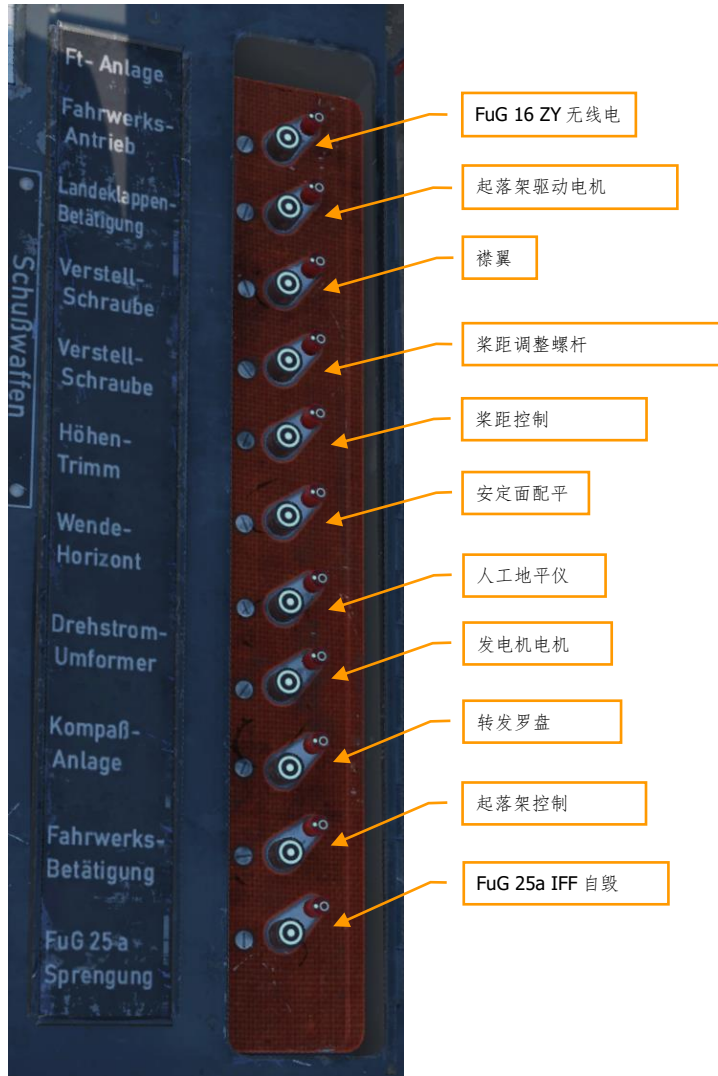 Ft- Anlage
Fahrwerks-
Antrieb
Landeklappen-
Betätigung
Verstell-
Schraube
Verstell-
Schraube
Höhen-
Trimm
Wende-
Horizont
Drehstrom-
Umformer
Kompaß-
Anlage
Fahrwerks-
Betätigung
FuG 25 a
Sprengung
Schußwaffen
FuG 16 ZY 无线电
起落架驱动电机
襟翼
桨距调整螺杆
桨距控制
安定面配平
人工地平仪
发电机电机
转发罗盘
起落架控制
FuG 25a IFF 自毁